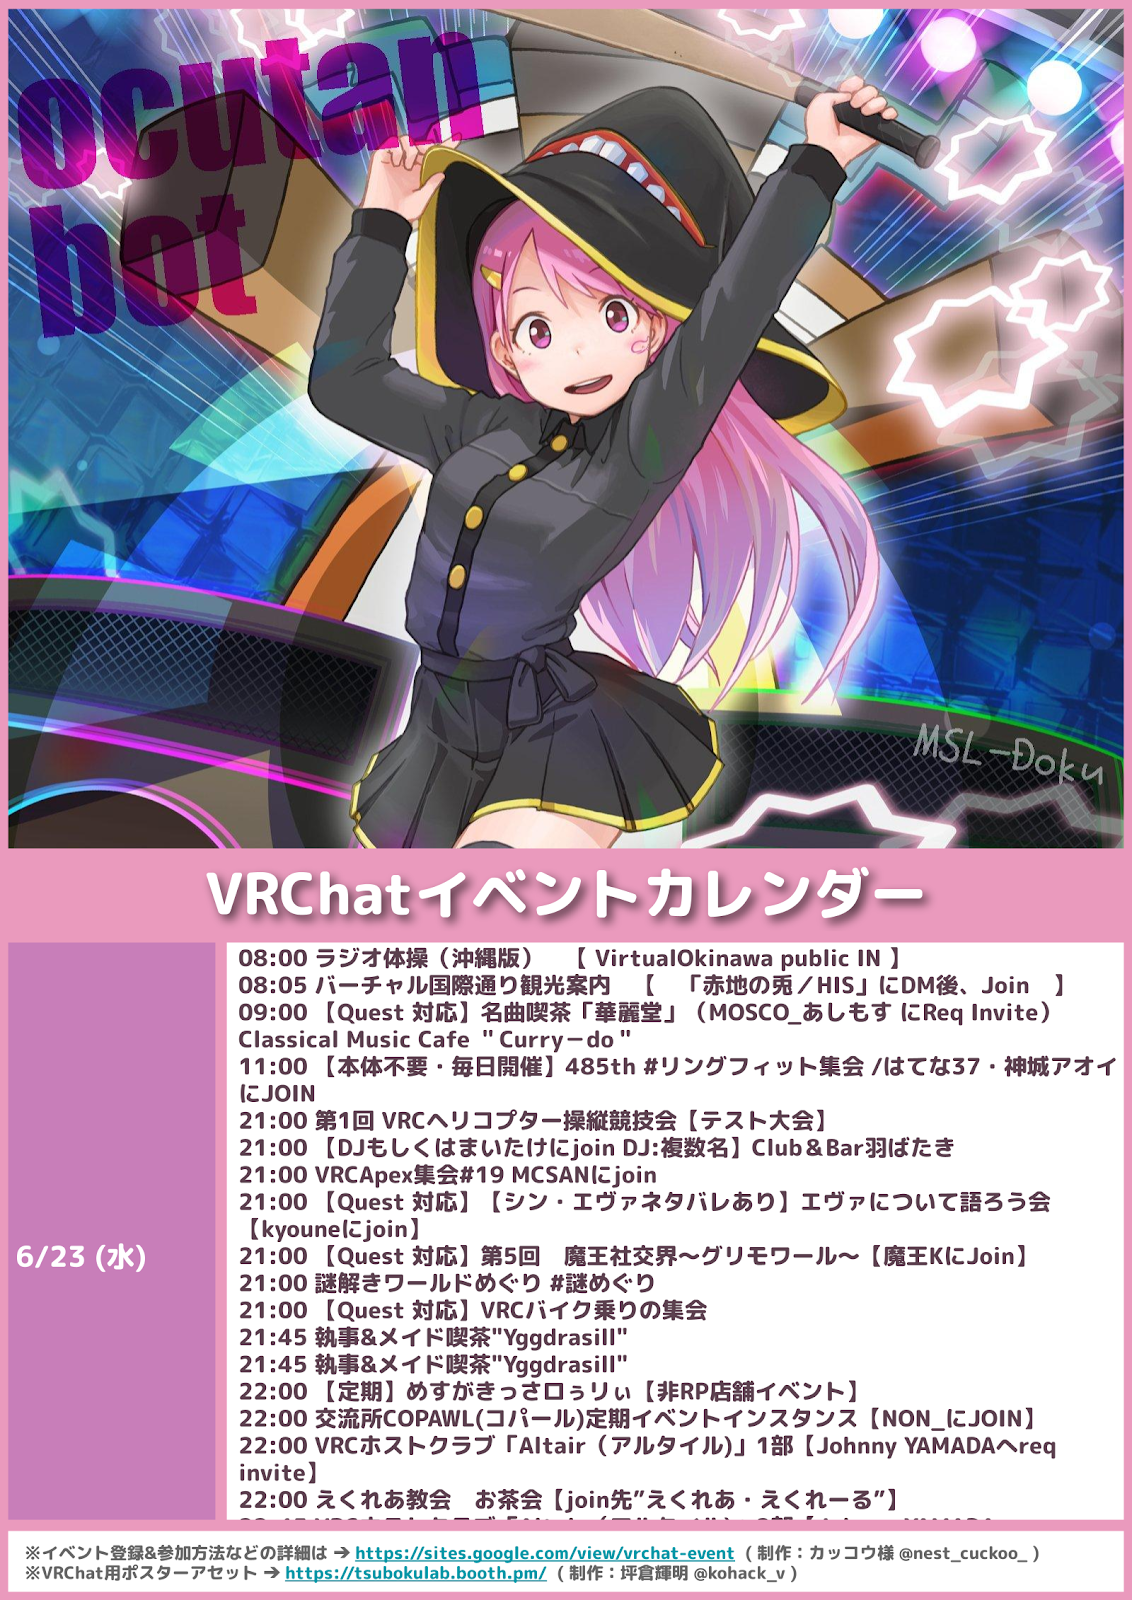 ocutan
bot
MSL-Doku
VRChatイベントカレンダー
6/23 (水)
08:00 ラジオ体操（沖縄版）　【 VirtualOkinawa public IN 】
08:05 バーチャル国際通り観光案内　【　「赤地の兎／HIS」にDM後、Join　】
09:00 【Quest 対応】名曲喫茶「華麗堂」（MOSCO_あしもす にReq Invite）
Classical Music Cafe ＂Curry－do＂
11:00 【本体不要・毎日開催】485th #リングフィット集会 /はてな37・神城アオイ
にJOIN
21:00 第1回 VRCヘリコプター操縦競技会【テスト大会】
21:00 【DJもしくはまいたけにjoin DJ:複数名】Club＆Bar羽ばたき
21:00 VRCApex集会#19 MCSANにjoin
21:00 【Quest 対応】【シン・エヴァネタバレあり】エヴァについて語ろう会
【kyouneにjoin】
21:00 【Quest 対応】第5回　魔王社交界～グリモワール～【魔王KにJoin】
21:00 謎解きワールドめぐり #謎めぐり
21:00 【Quest 対応】VRCバイク乗りの集会
21:45 執事&メイド喫茶"Yggdrasill"
21:45 執事&メイド喫茶"Yggdrasill"
22:00 【定期】めすがきっさロぅリぃ【非RP店舗イベント】
22:00 交流所COPAWL(コパール)定期イベントインスタンス【NON_にJOIN】
22:00 VRCホストクラブ「Altair（アルタイル)」1部【Johnny YAMADAへreq
invite】
22:00 えくれあ教会　お茶会【join先”えくれあ・えくれーる”】
※イベント登録&参加方法などの詳細は ➔ https://sites.google.com/view/vrchat-event ( 制作：カッコウ様 @nest_cuckoo_ )
※VRChat用ポスターアセット ➔ https://tsubokulab.booth.pm/ ( 制作：坪倉輝明 @kohack_v )